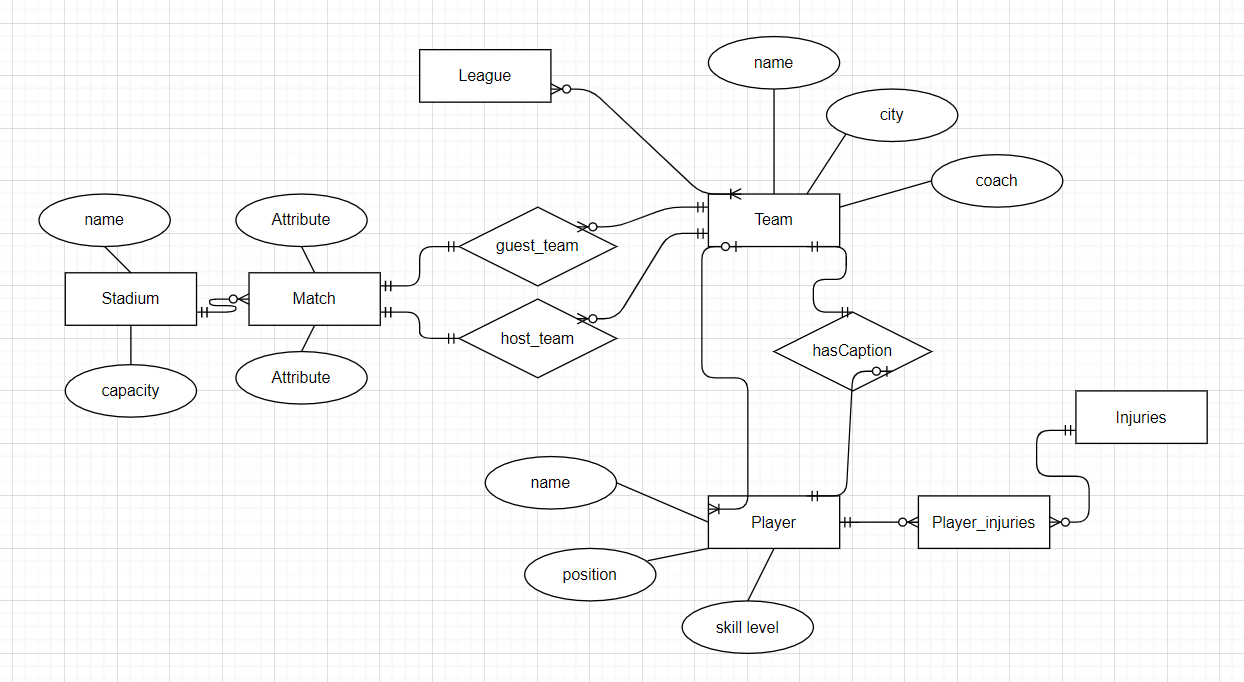 League
name
city
coach
name
Attribute
Team
guest_team
Stadium
Match
host_team
hasCaption
capacity
Attribute
Injuries
name
Player
Player_injuries
position
skill level